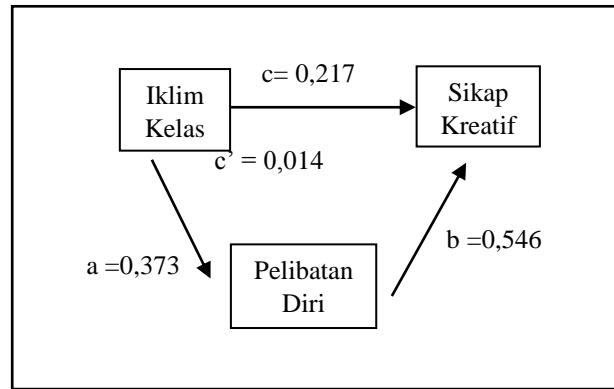 c= 0,217
Iklim
Kelas
Sikap
Kreatif
c’ = 0,014
a =0,373
Pelibatan
Diri
b =0,546